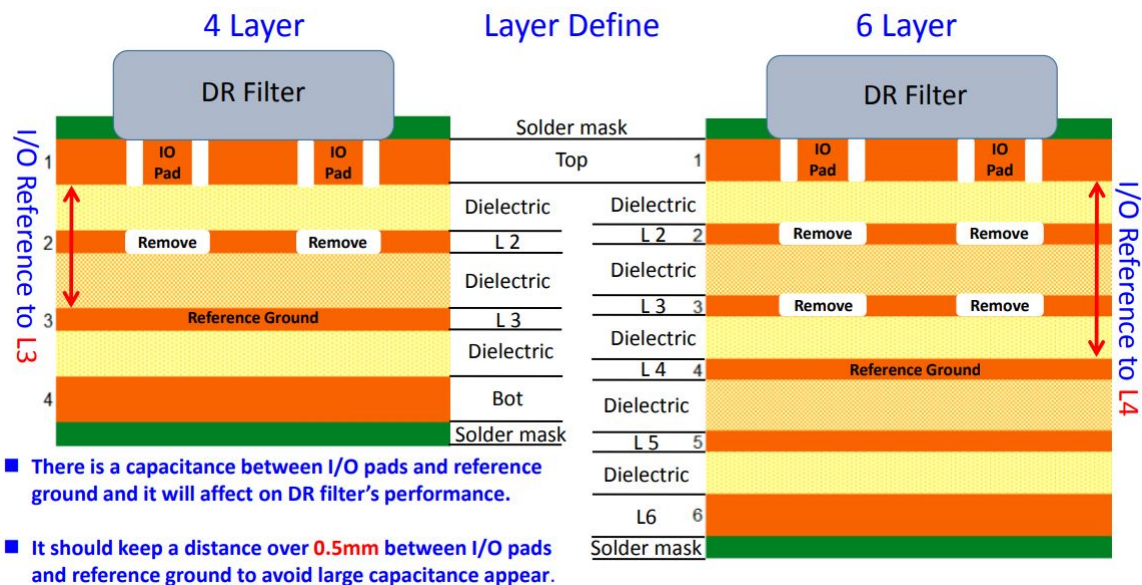 4 Layer
Layer Define
6 Layer
DR Filter
DR Filter
I/O Reference to L3
1
2
3
4
IO
Pad
IO
Pad
Remove
Remove
Reference Ground
Solder mask
Top 1
Dielectric
Dielectric
L 2
L 2 2
Dielectric
Dielectric
L 3
L 3 3
Dielectric
Dielectric
L 4 4
Bot
Dielectric
Solder mask
L 5 5
Dielectric
L6 6
Solder mask
IO
Pad
IO
Pad
Remove
Remove
Remove
Remove
Reference Ground
I/O Reference to L4
■ There is a capacitance between I/O pads and reference
ground and it will affect on DR filter's performance.
■ It should keep a distance over 0.5mm between I/O pads
and reference ground to avoid large capacitance appear.